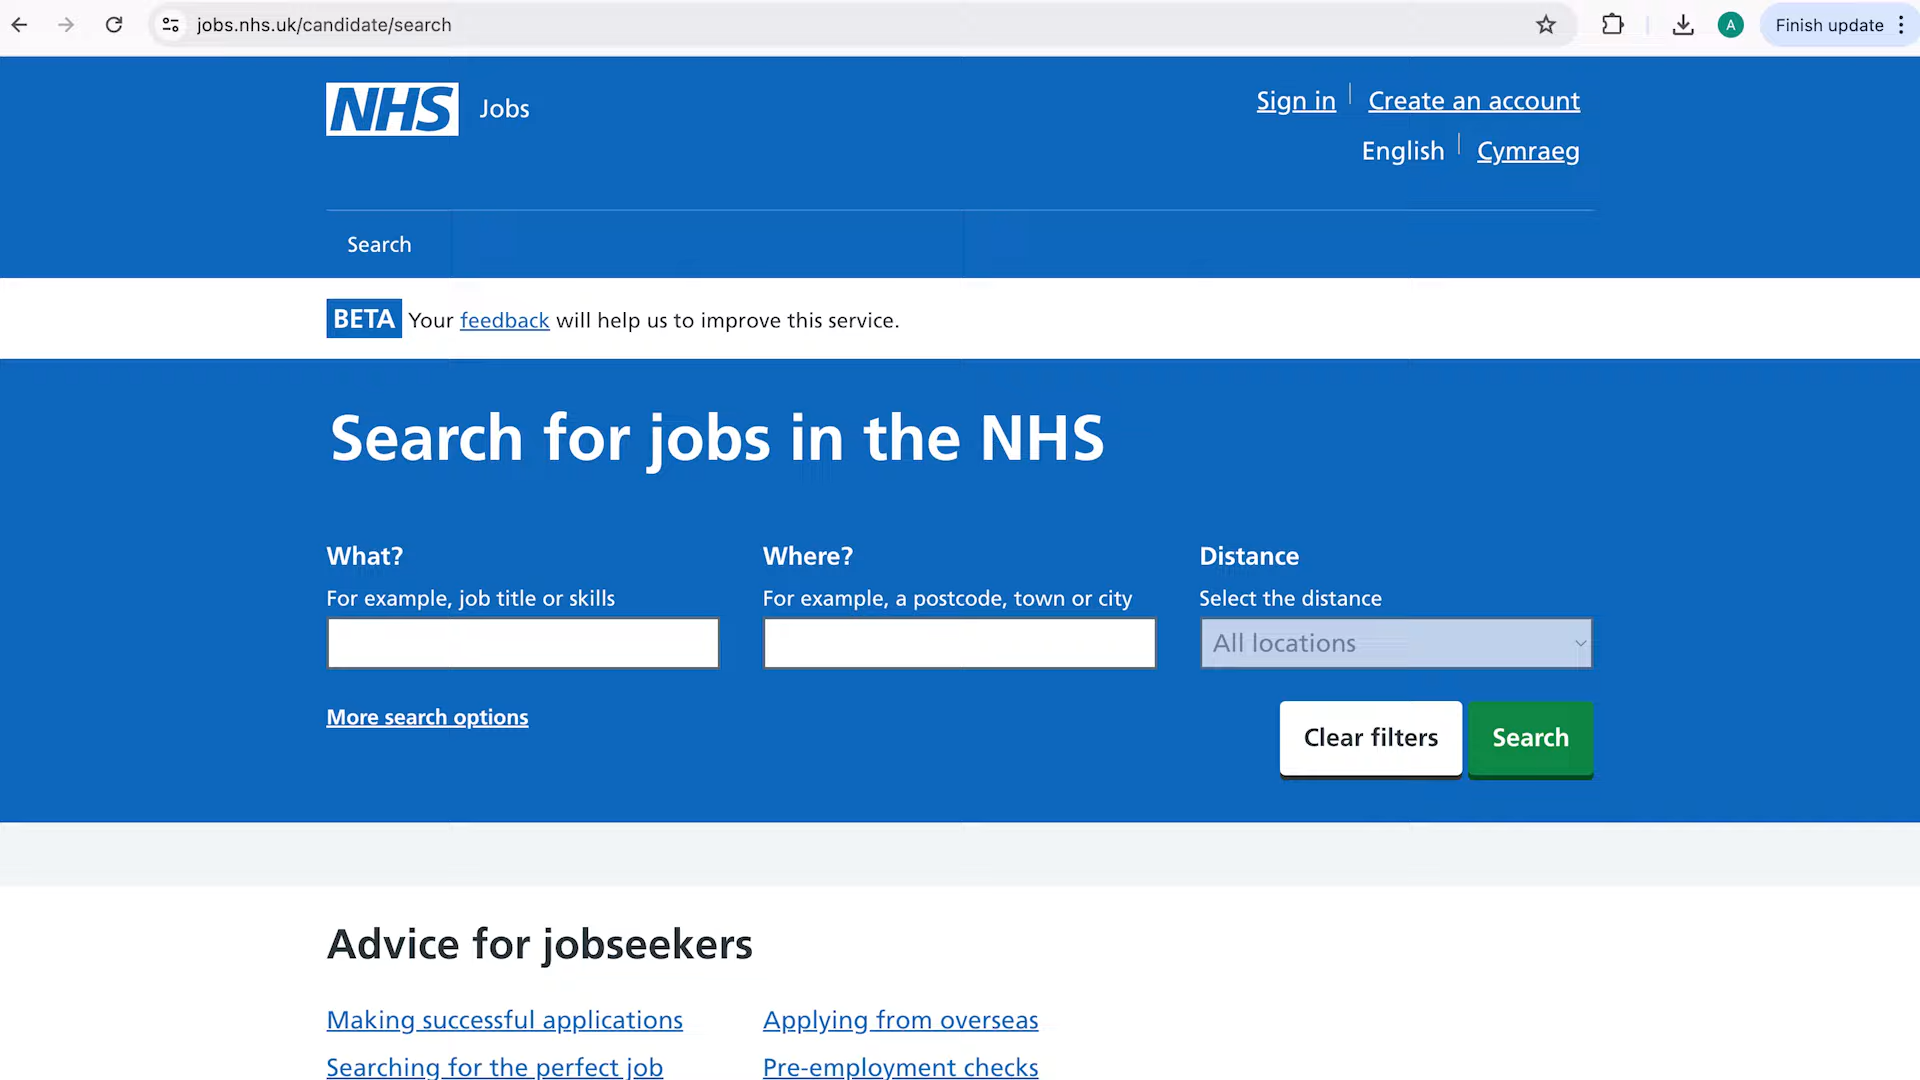 jobs.nhs.uk/candidate/search
A
Finish update
NHS Jobs
Sign in
Create an account
English
Cymraeg
Search
BETA Your feedback will help us to improve this service.
Search for jobs in the NHS
What?
For example, job title or skills
Where?
For example, a postcode, town or city
Distance
Select the distance
All locations
More search options
Clear filters
Search
Advice for jobseekers
Making successful applications
Applying from overseas
Searching for the perfect job
Pre-employment checks